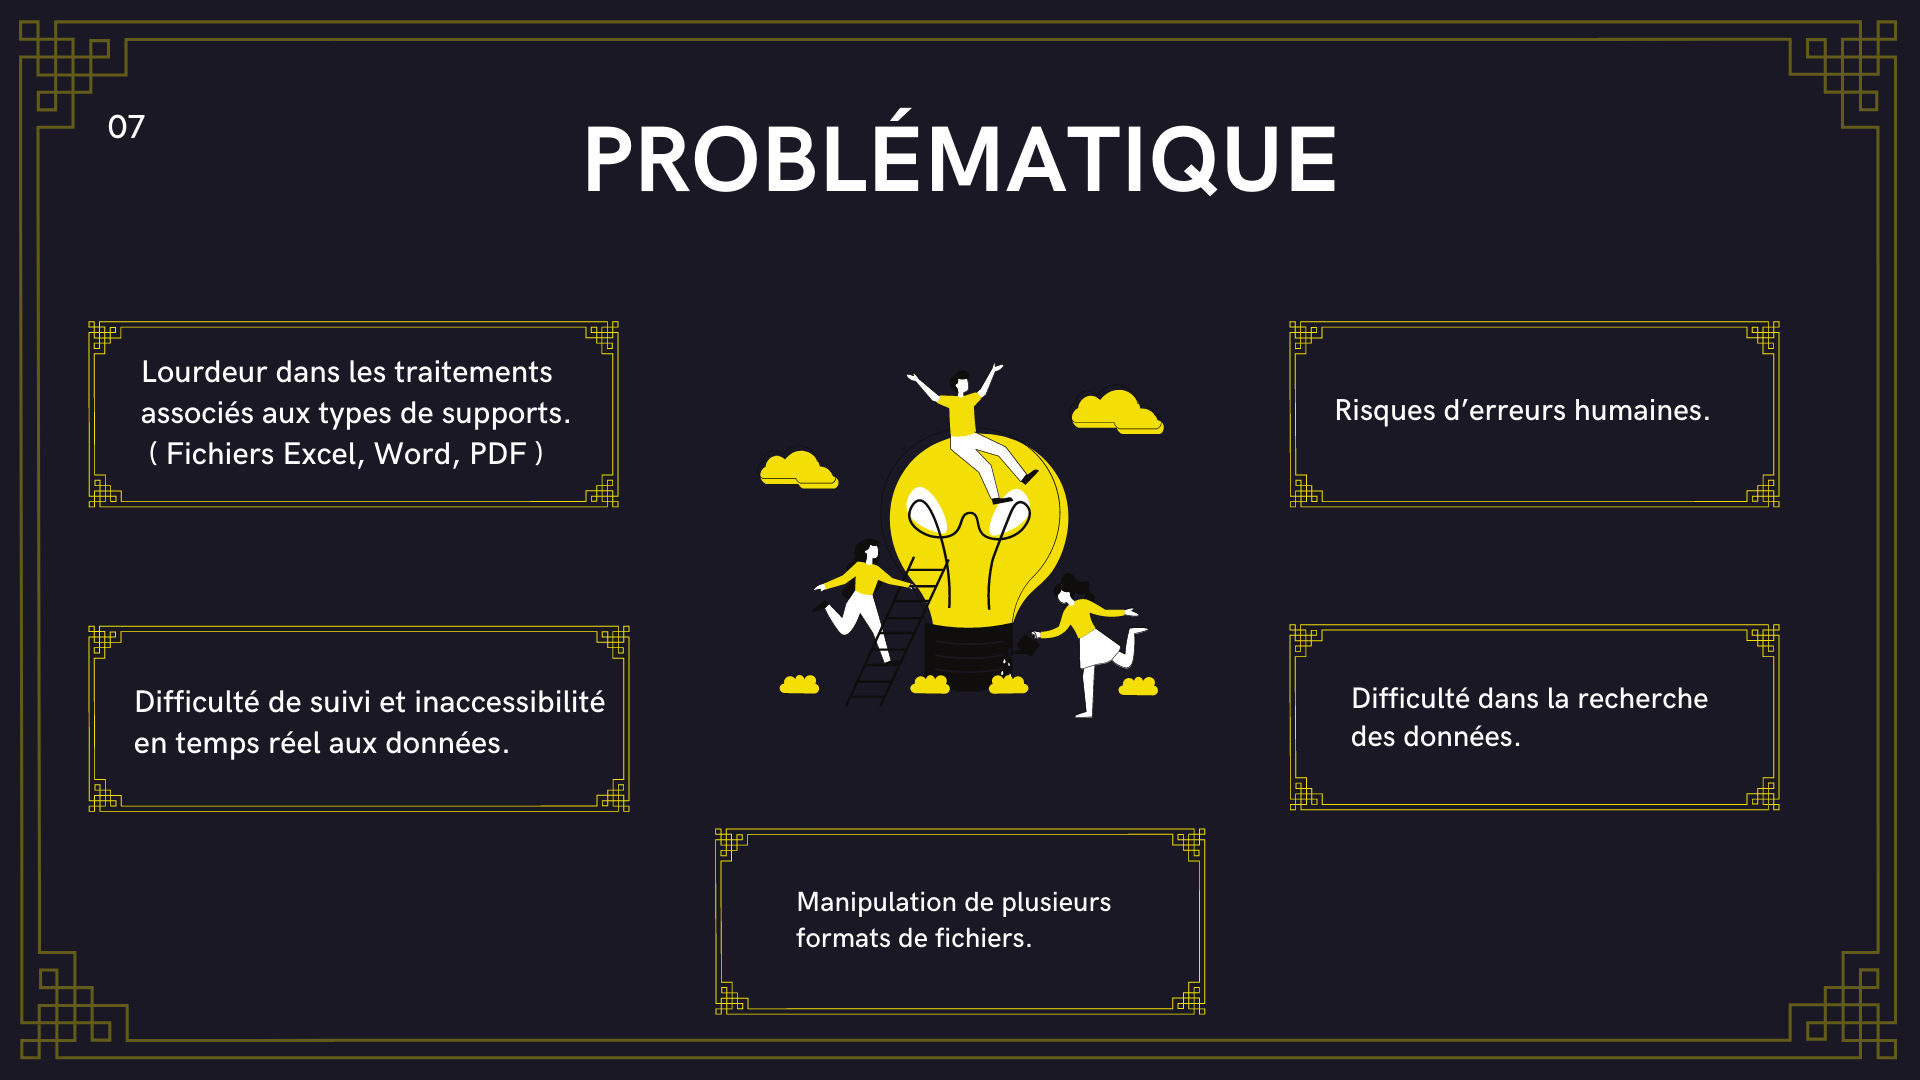 07
PROBLÉMATIQUE
Lourdeur dans les traitements
associés aux types de supports.
( Fichiers Excel, Word, PDF )
Risques d’erreurs humaines.
Difficulté de suivi et inaccessibilité
en temps réel aux données.
Difficulté dans la recherche
des données.
Manipulation de plusieurs
formats de fichiers.